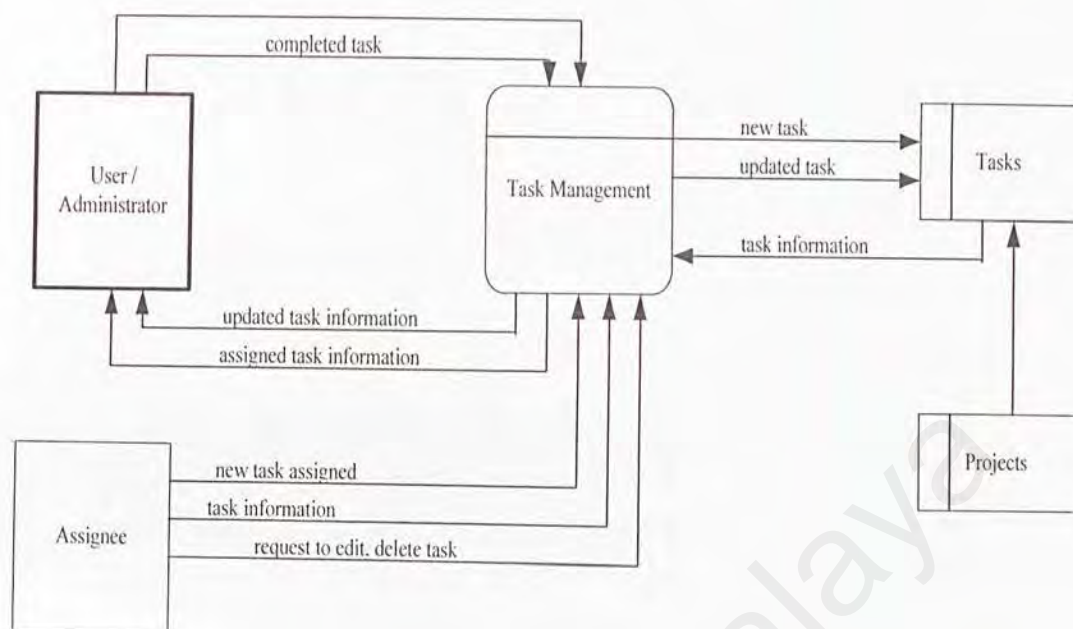 completed task
User /
Administrator
Task Management
new task
updated task
Tasks
task information
updated task information
assigned task information
Projects
new task assigned
task information
request to edit, delete task
Assignee
alaya